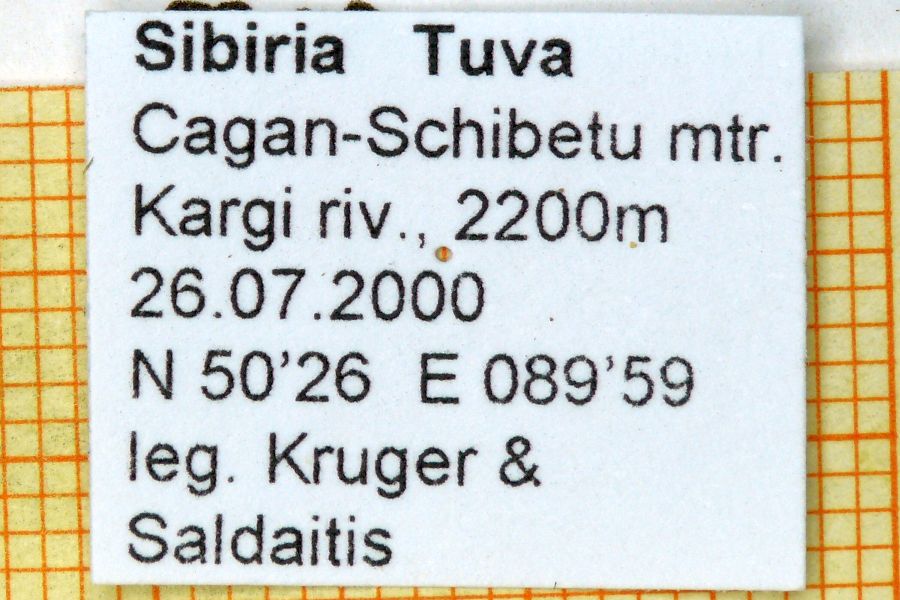 Sibiria Tuva
Cagan-Schibetu mtr.
Kargi riv., 2200m
26.07.2000
N 50'26 E 089'59
leg. Kruger &
Saldaitis